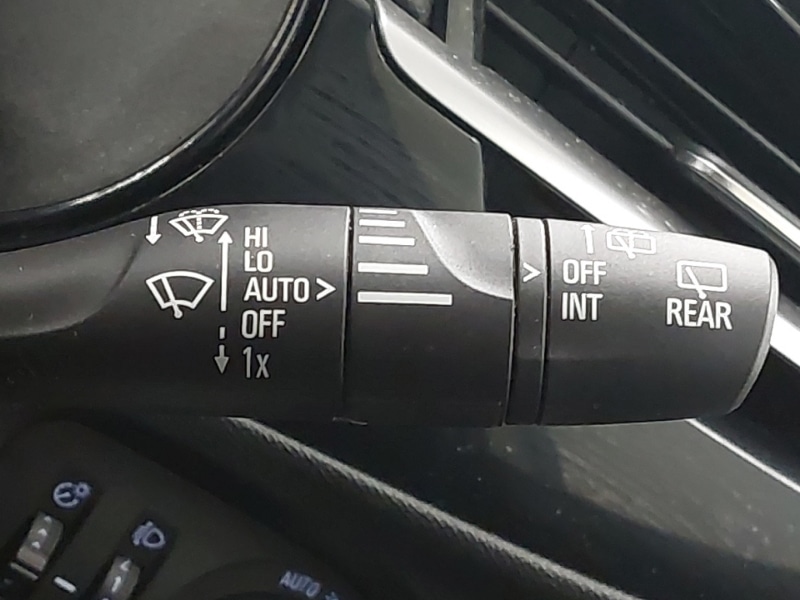 HI
LO
AUTO >
OFF
1x
> OFF
INT
REAR
AUTO